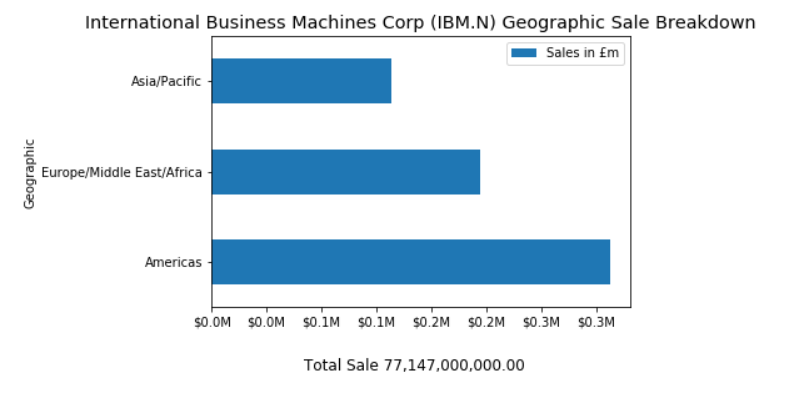 International Business Machines Corp (IBM.N) Geographic Sale Breakdown
Sales in £m
Asia/Pacific
Europe/Middle East/Africa
Americas
Geographic
$0.0M $0.0M $0.1M $0.1M $0.2M $0.2M $0.3M $0.3M
Total Sale 77,147,000,000.00